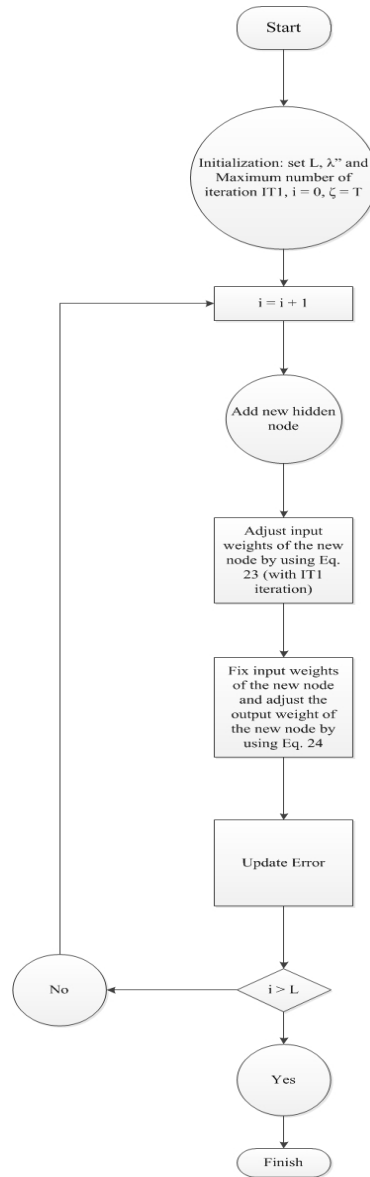 Start
Initialization: set L, λ” and
Maximum number of
iteration IT1, i = 0, ζ = T
i = i + 1
Add new hidden
node
Adjust input
weights of the new
node by using Eq.
23 (with IT1
iteration)
Fix input weights
of the new node
and adjust the
output weight of
the new node by
using Eq. 24
Update Error
i > L
No
Yes
Finish